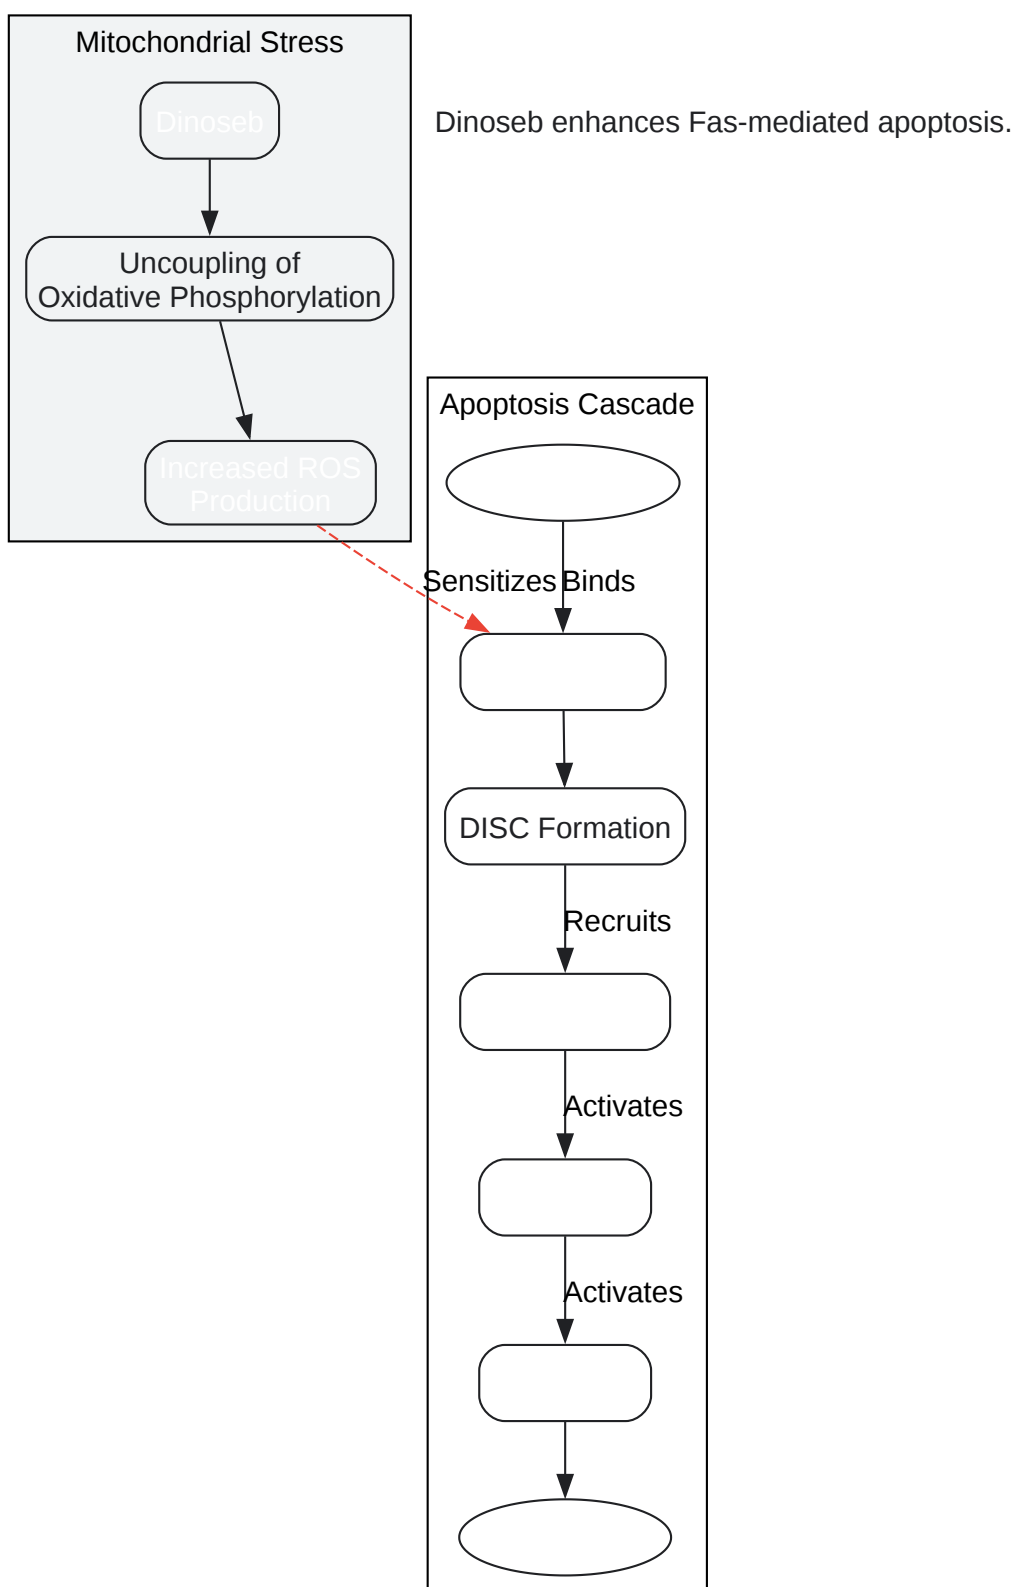 Mitochondrial Stress
Dinoseb
Dinoseb enhances Fas-mediated apoptosis.
Uncoupling of
Oxidative Phosphorylation
Increased ROS
Production
Apoptosis Cascade
Sensitizes
Binds
DISC Formation
Recruits
Activates
Activates